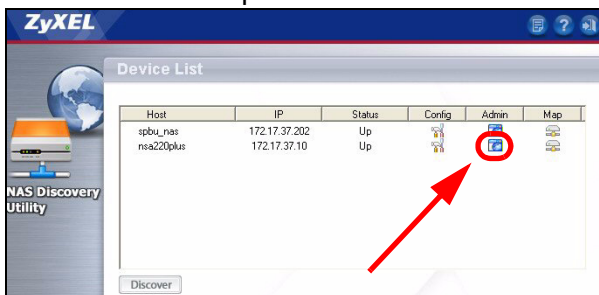 ZyXEL
Device List
Host IP Status Config Admin Map
spbu_nas 172.17.37.202 Up
nsa220plus 172.17.37.10 Up
NAS Discovery
Utility
Discover